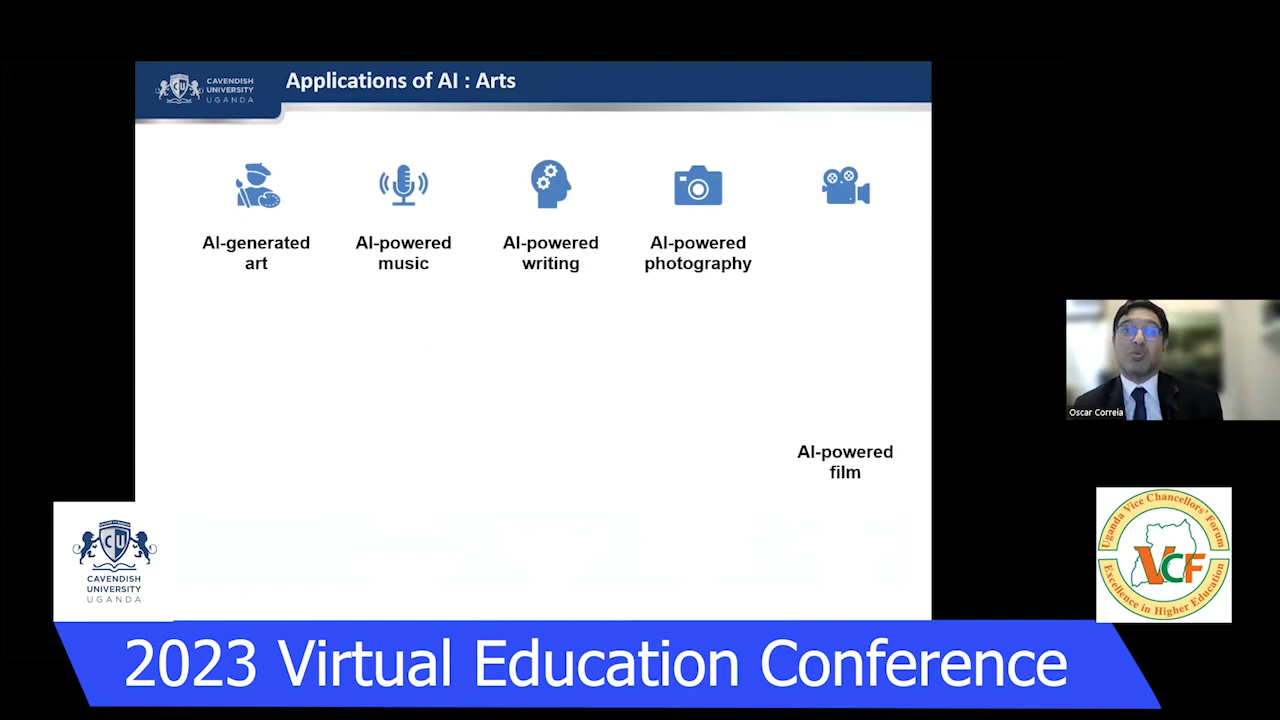 CAVENDISH
UNIVERSITY
UGANDA
CU
Applications of AI : Arts
AI-generated
art
AI-powered
music
AI-powered
writing
AI-powered
photography
AI-powered
film
Oscar Correia
CU
CAVENDISH
UNIVERSITY
UGANDA
Uganda Vice Chancellors' Forum
VCF
Excellence in Higher Education
2023 Virtual Education Conference